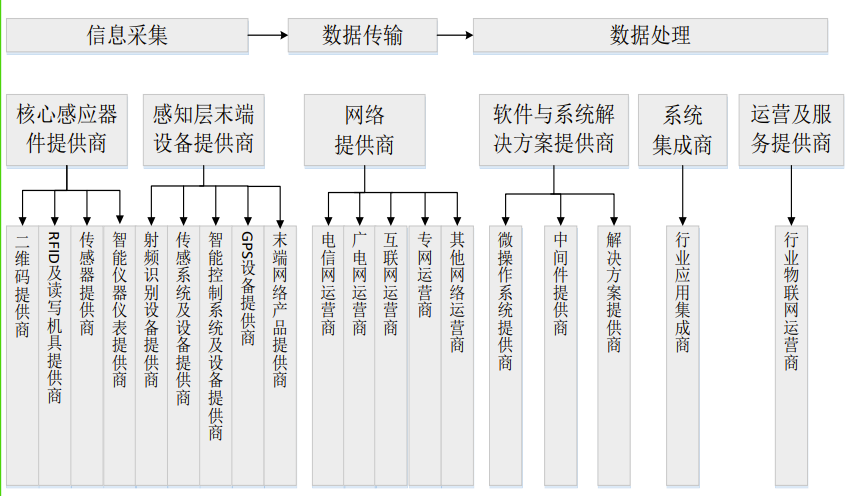 信息采集
数据传输
数据处理
核心感应器
件提供商
感知层末端
设备提供商
网络
提供商
软件与系统解
决方案提供商
系统
集成商
运营及服
务提供商
二维码提供商
RFID及读写机具提供商
传感器提供商
智能仪器仪表提供商
射频识别设备提供商
传感系统及设备提供商
智能控制系统及设备提供商
GPS设备提供商
末端网络产品提供商
电信网运营商
广电网运营商
互联网运营商
专网运营商
其他网络运营商
微操作系统提供商
中间件提供商
解决方案提供商
行业应用集成商
行业物联网运营商